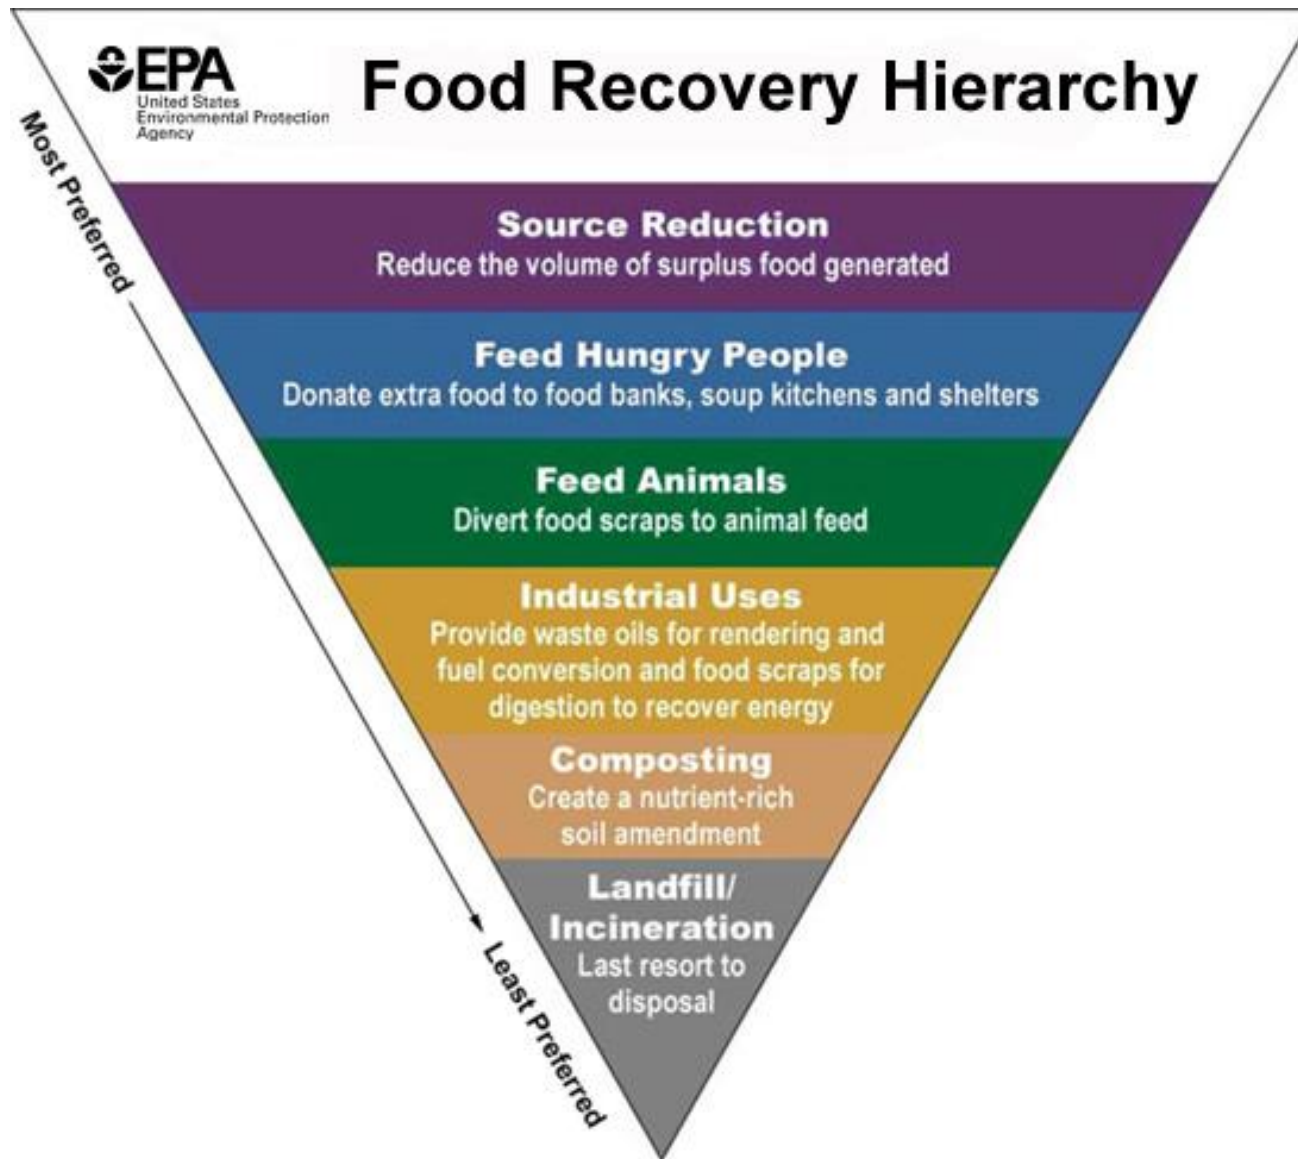 EPA
United States
Environmental Protection
Agency
Food Recovery Hierarchy
Most Preferred
Source Reduction
Reduce the volume of surplus food generated
Feed Hungry People
Donate extra food to food banks, soup kitchens and shelters
Feed Animals
Divert food scraps to animal feed
Industrial Uses
Provide waste oils for rendering and
fuel conversion and food scraps for
digestion to recover energy
Composting
Create a nutrient-rich
soil amendment
Landfill/
Incineration
Last resort to
disposal
Least Preferred